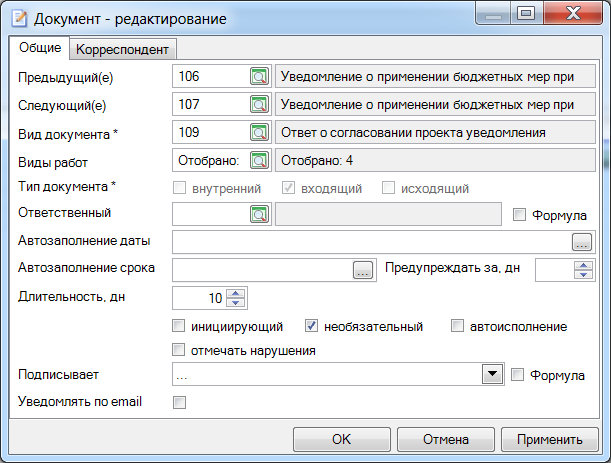 Документ - редактирование
Общие Корреспондент
Предыдущий(е) 106 Уведомление о применении бюджетных мер при
Следующий(е) 107 Уведомление о применении бюджетных мер при
Вид документа * 109 Ответ о согласовании проекта уведомления
Виды работ Отобрано: Отобрано: 4
Тип документа * внутренний входящий исходящий
Ответственный Формула
Автозаполнение даты ...
Автозаполнение срока ... Предупреждать за, дн
Длительность, дн 10
инициирующий необязательный автоисполнение
отмечать нарушения
Подписывает ... Формула
Уведомлять по email
OK Отмена Применить